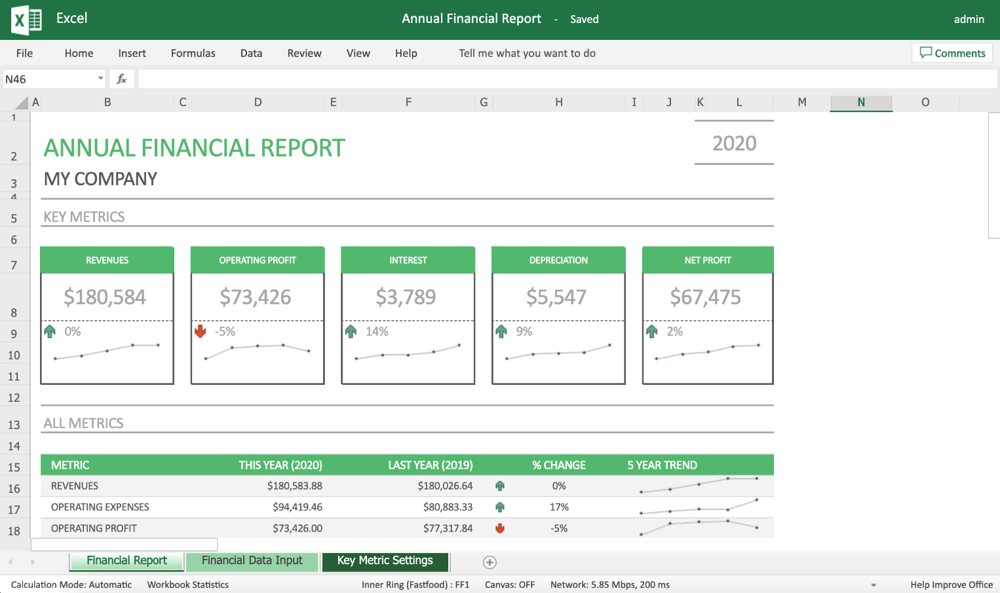 Excel
Annual Financial Report - Saved
admin
File Home Insert Formulas Data Review View Help Tell me what you want to do Comments
N46 fx
A B C D E F G H I J K L M N O
1
2 ANNUAL FINANCIAL REPORT 2020
3 MY COMPANY
4
5 KEY METRICS
6
7 REVENUES OPERATING PROFIT INTEREST DEPRECIATION NET PROFIT
8 $180,584 $73,426 $3,789 $5,547 $67,475
9 0% -5% 14% 9% 2%
10
11
12
13 ALL METRICS
14
15 METRIC THIS YEAR (2020) LAST YEAR (2019) % CHANGE 5 YEAR TREND
16 REVENUES $180,583.88 $180,026.64 0%
17 OPERATING EXPENSES $94,419.46 $80,883.33 17%
18 OPERATING PROFIT $73,426.00 $77,317.84 -5%
Financial Report Financial Data Input Key Metric Settings
Calculation Mode: Automatic Workbook Statistics Inner Ring (Fastfood) : FF1 Canvas: OFF Network: 5.85 Mbps, 200 ms Help Improve Office